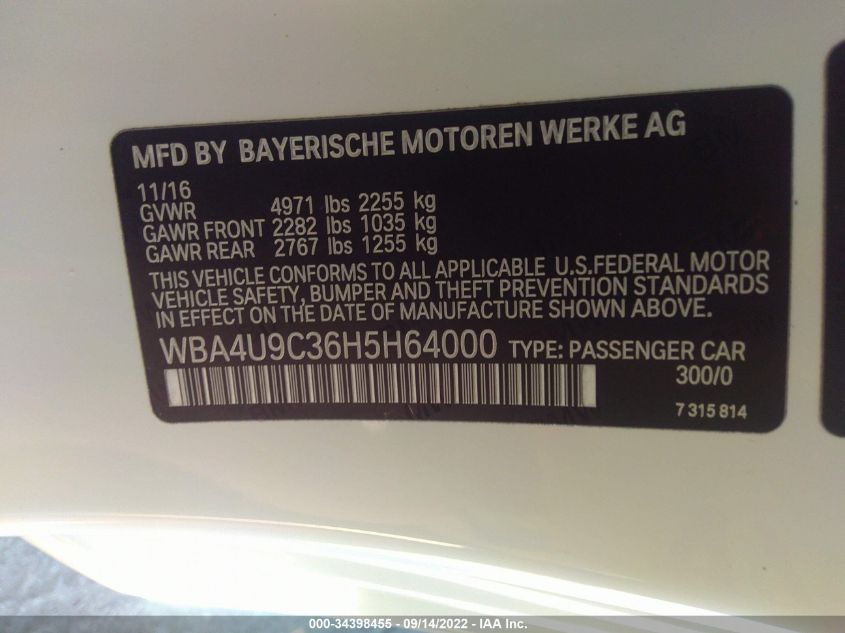 MFD BY BAYERISCHE MOTOREN WERKE AG
11/16
GVWR 4971 lbs 2255 kg
GAWR FRONT 2282 lbs 1035 kg
GAWR REAR 2767 lbs 1255 kg
THIS VEHICLE CONFORMS TO ALL APPLICABLE U.S.FEDERAL MOTOR
VEHICLE SAFETY, BUMPER AND THEFT PREVENTION STANDARDS
IN EFFECT ON THE DATE OF MANUFACTURE SHOWN ABOVE.
WBA4U9C36H5H64000 TYPE: PASSENGER CAR
300/0
7 315 814
000-34398455 - 09/14/2022 - IAA Inc.